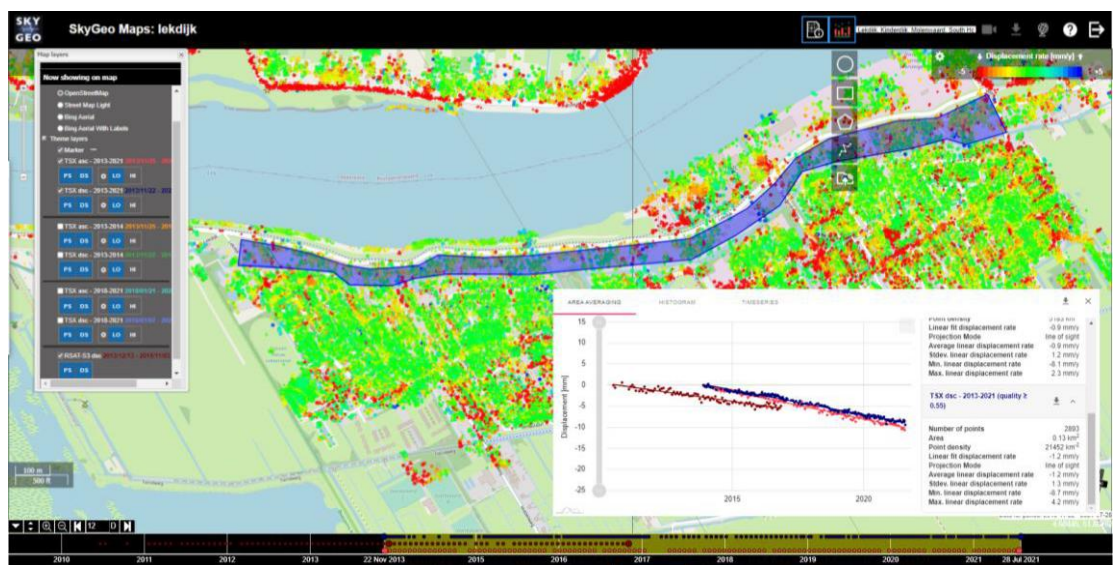 SKY
GEO
SkyGeo Maps: lekdijk
Map layers
Now showing on map
OpenStreetMap
Street Map Light
Bing Aerial
Bing Aerial With Labels
Theme layers
Marker
TSX asc - 2013-2021
PS DS LO HI
TSX dsc - 2013-2021
PS DS LO HI
TSX asc - 2013-2014
PS DS LO HI
TSX dsc - 2013-2014
PS DS LO HI
TSX asc - 2018-2021
PS DS LO HI
TSX dsc - 2018-2021
PS DS LO HI
RSAT-S3 dsc
PS DS
100 m
500 ft
Displacement rate [mm/y]
-5
+5
AREA AVERAGING
HISTOGRAM
TIMESERIES
Displacement [mm]
15
10
5
0
-5
-10
-15
-20
-25
2015
2020
Point density
Linear fit displacement rate -0.9 mm/y
Projection Mode line of sight
Average linear displacement rate -0.9 mm/y
Stdev. linear displacement rate 1.2 mm/y
Min. linear displacement rate -8.1 mm/y
Max. linear displacement rate 2.3 mm/y
TSX dsc - 2013-2021 (quality ≥
0.55)
Number of points 2893
Area 0.13 km²
Point density 21452 km⁻²
Linear fit displacement rate -1.2 mm/y
Projection Mode line of sight
Average linear displacement rate -1.2 mm/y
Stdev. linear displacement rate 1.3 mm/y
Min. linear displacement rate -8.7 mm/y
Max. linear displacement rate 4.2 mm/y
12 D
2010
2011
2012
2013
22 Nov 2013
2015
2016
2017
2018
2019
2020
2021
28 Jul 2021